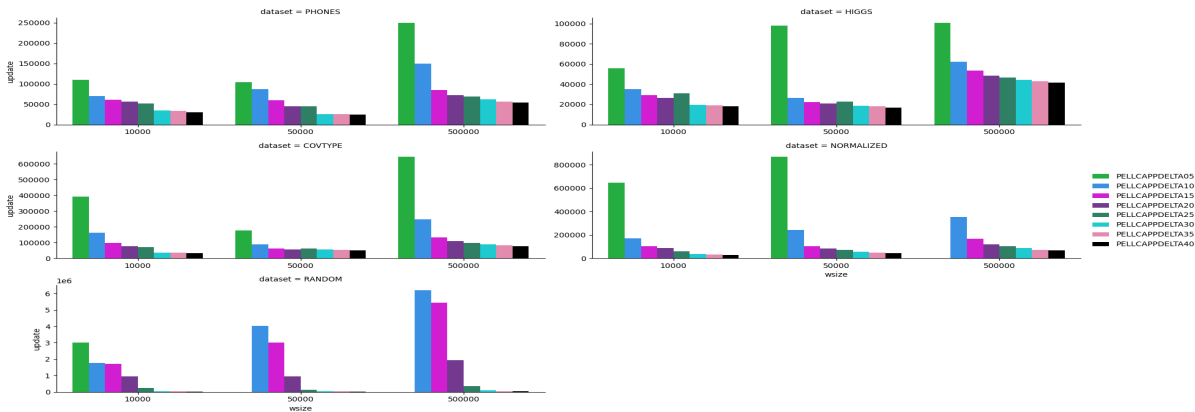 dataset = PHONES
250000
200000
150000
100000
50000
0
update
10000
50000
500000
dataset = HIGGS
100000
80000
60000
40000
20000
0
10000
50000
500000
dataset = COVTYPE
600000
500000
400000
300000
200000
100000
0
update
10000
50000
500000
dataset = NORMALIZED
800000
600000
400000
200000
0
10000
50000
500000
wsize
dataset = RANDOM
1e6
6
5
4
3
2
1
0
update
10000
50000
500000
wsize
PELLCAPPDELTA05
PELLCAPPDELTA10
PELLCAPPDELTA15
PELLCAPPDELTA20
PELLCAPPDELTA25
PELLCAPPDELTA30
PELLCAPPDELTA35
PELLCAPPDELTA40